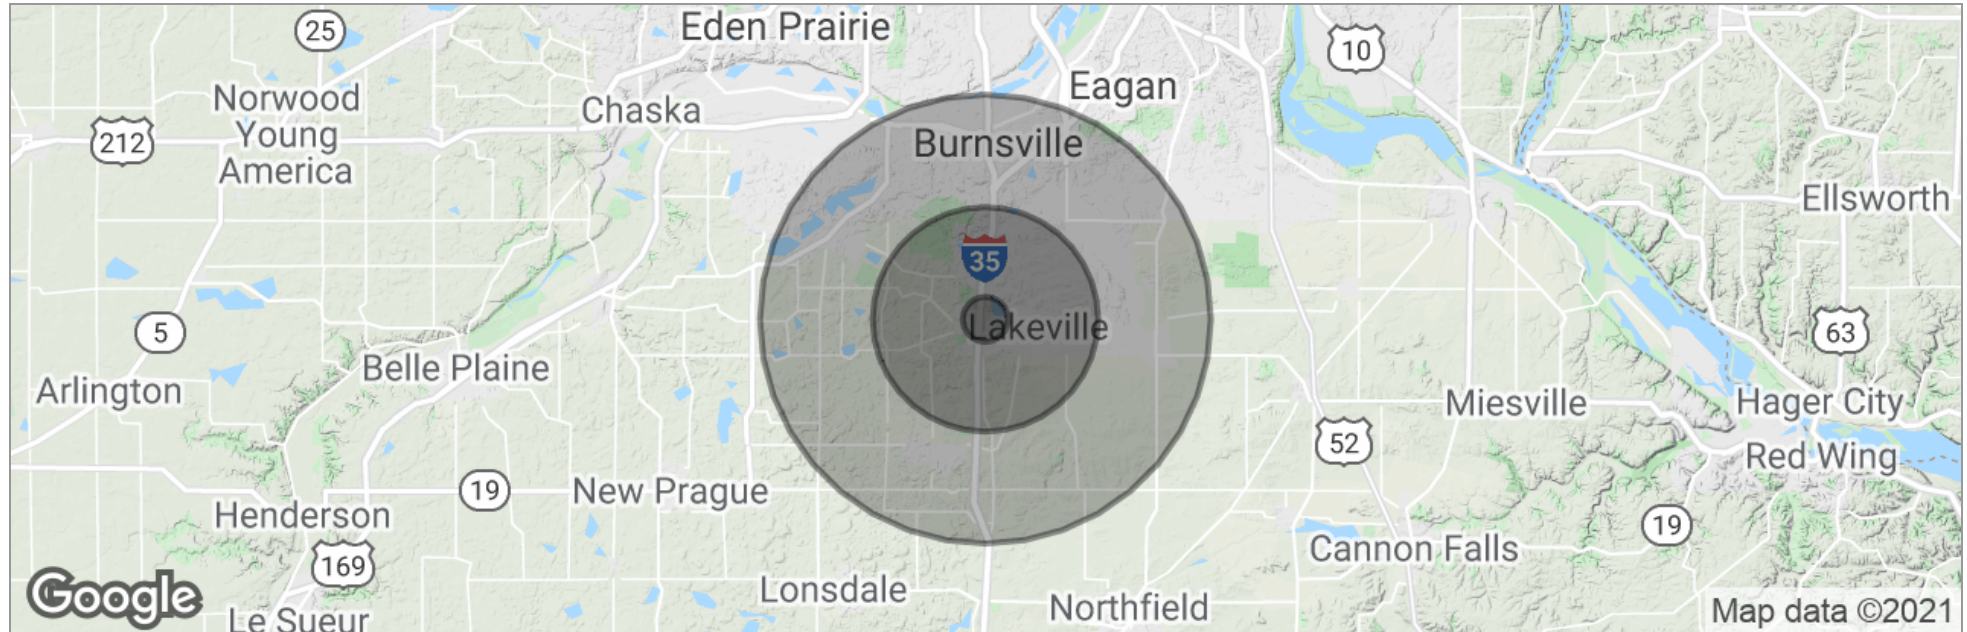 25
Eden Prairie
10
Eagan
Norwood
Young
America
Chaska
212
Burnsville
Ellsworth
35
Lakeville
5
63
Belle Plaine
Arlington
Miesville
Hager City
52
Red Wing
19
New Prague
Henderson
19
Cannon Falls
169
Lonsdale
Northfield
Google
Le Sueur
Map data ©2021